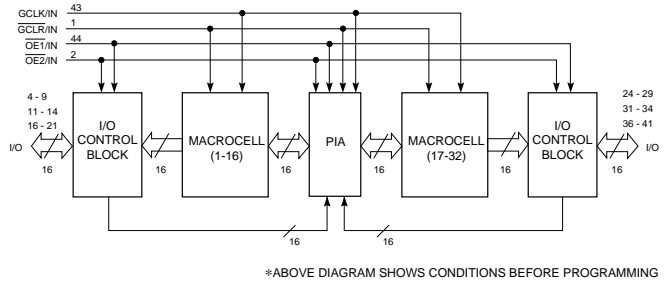 GCLK/IN 43
GCLR/IN 1
OE1/IN 44
OE2/IN 2
4 - 9
11 - 14
16 - 21
I/O
16
I/O
CONTROL
BLOCK
16
MACROCELL
(1-16)
16
PIA
16
MACROCELL
(17-32)
16
I/O
CONTROL
BLOCK
24 - 29
31 - 34
36 - 41
I/O
16
16
16
*ABOVE DIAGRAM SHOWS CONDITIONS BEFORE PROGRAMMING